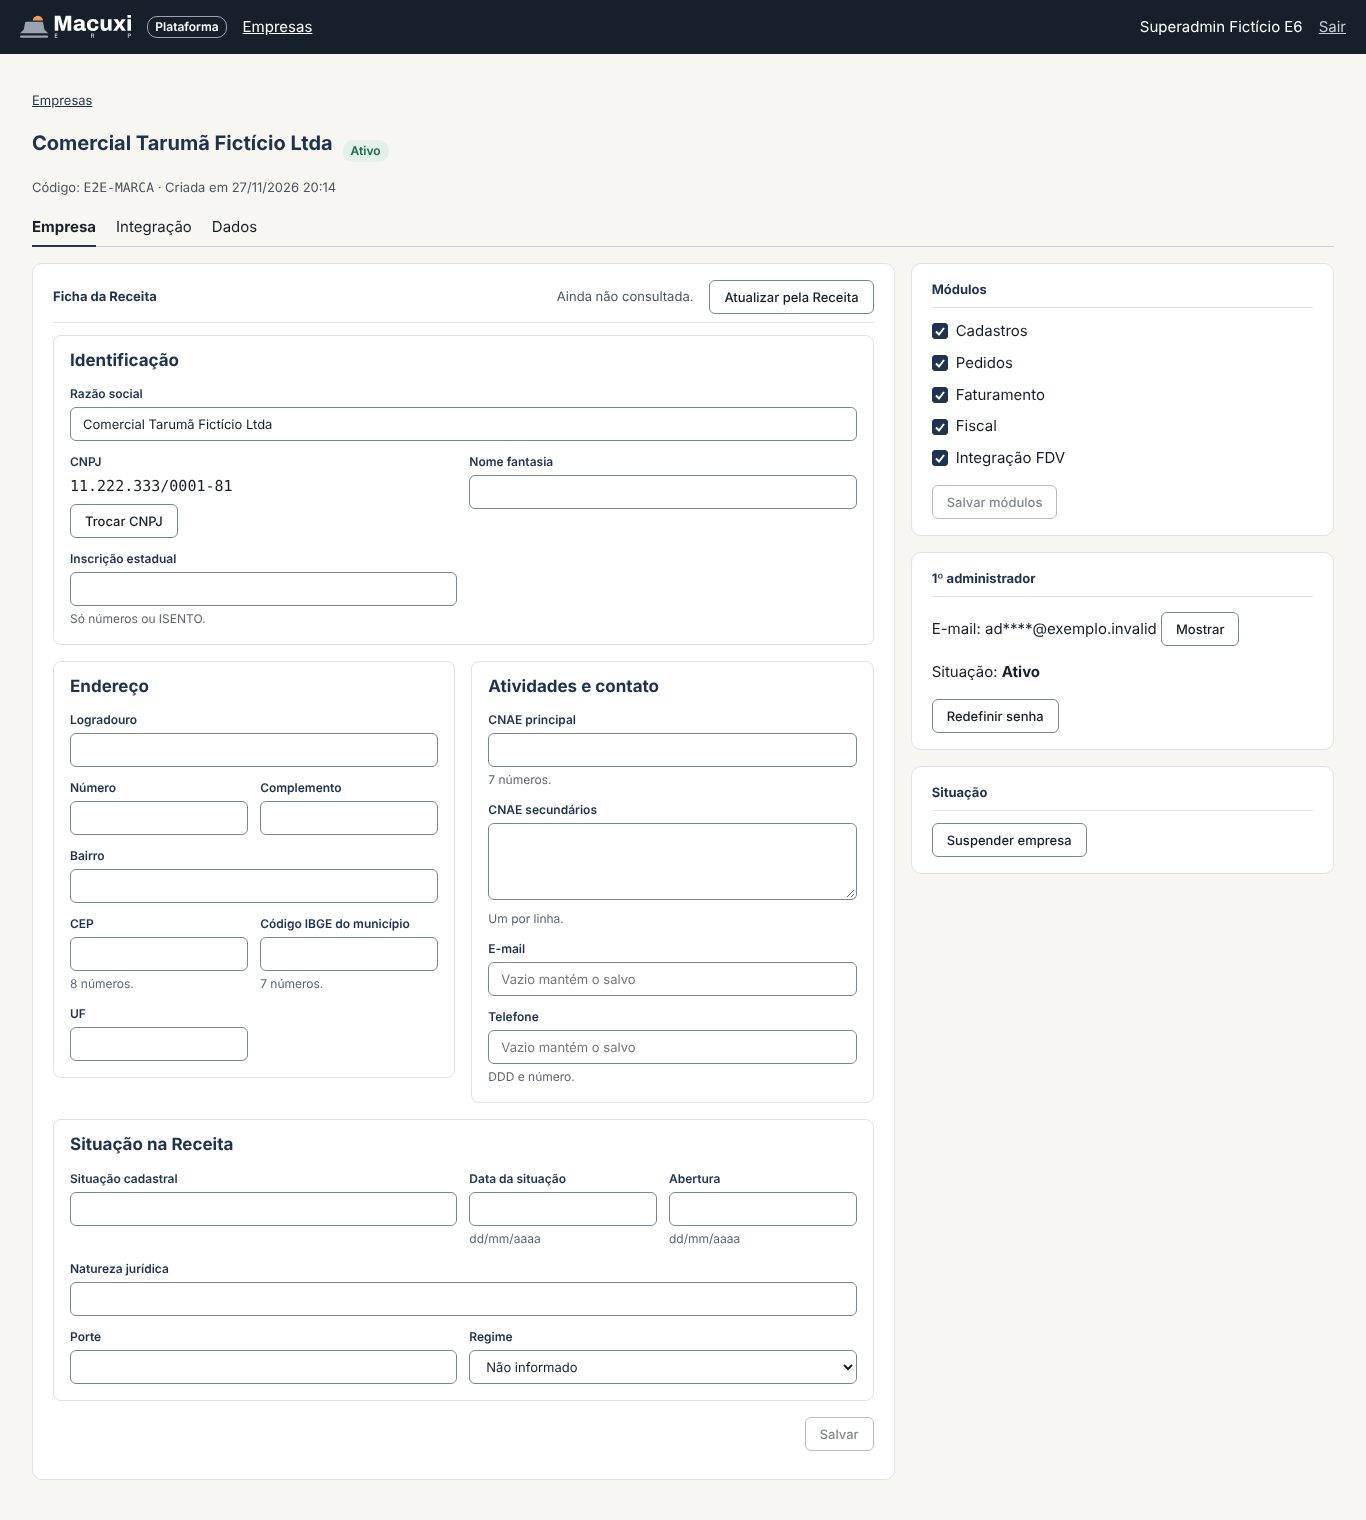 Macuxi
E R P
Plataforma
Empresas
Superadmin Fictício E6
Sair
Empresas
Comercial Tarumã Fictício Ltda
Ativo
Código: E2E-MARCA · Criada em 27/11/2026 20:14
Empresa
Integração
Dados
Ficha da Receita
Ainda não consultada.
Atualizar pela Receita
Identificação
Razão social
Comercial Tarumã Fictício Ltda
CNPJ
11.222.333/0001-81
Trocar CNPJ
Nome fantasia
Inscrição estadual
Só números ou ISENTO.
Endereço
Logradouro
Número
Complemento
Bairro
CEP
8 números.
Código IBGE do município
7 números.
UF
Atividades e contato
CNAE principal
7 números.
CNAE secundários
Um por linha.
E-mail
Vazio mantém o salvo
Telefone
Vazio mantém o salvo
DDD e número.
Situação na Receita
Situação cadastral
Data da situação
dd/mm/aaaa
Abertura
dd/mm/aaaa
Natureza jurídica
Porte
Regime
Não informado
Salvar
Módulos
Cadastros
Pedidos
Faturamento
Fiscal
Integração FDV
Salvar módulos
1º administrador
E-mail: ad****@exemplo.invalid
Mostrar
Situação: Ativo
Redefinir senha
Situação
Suspender empresa